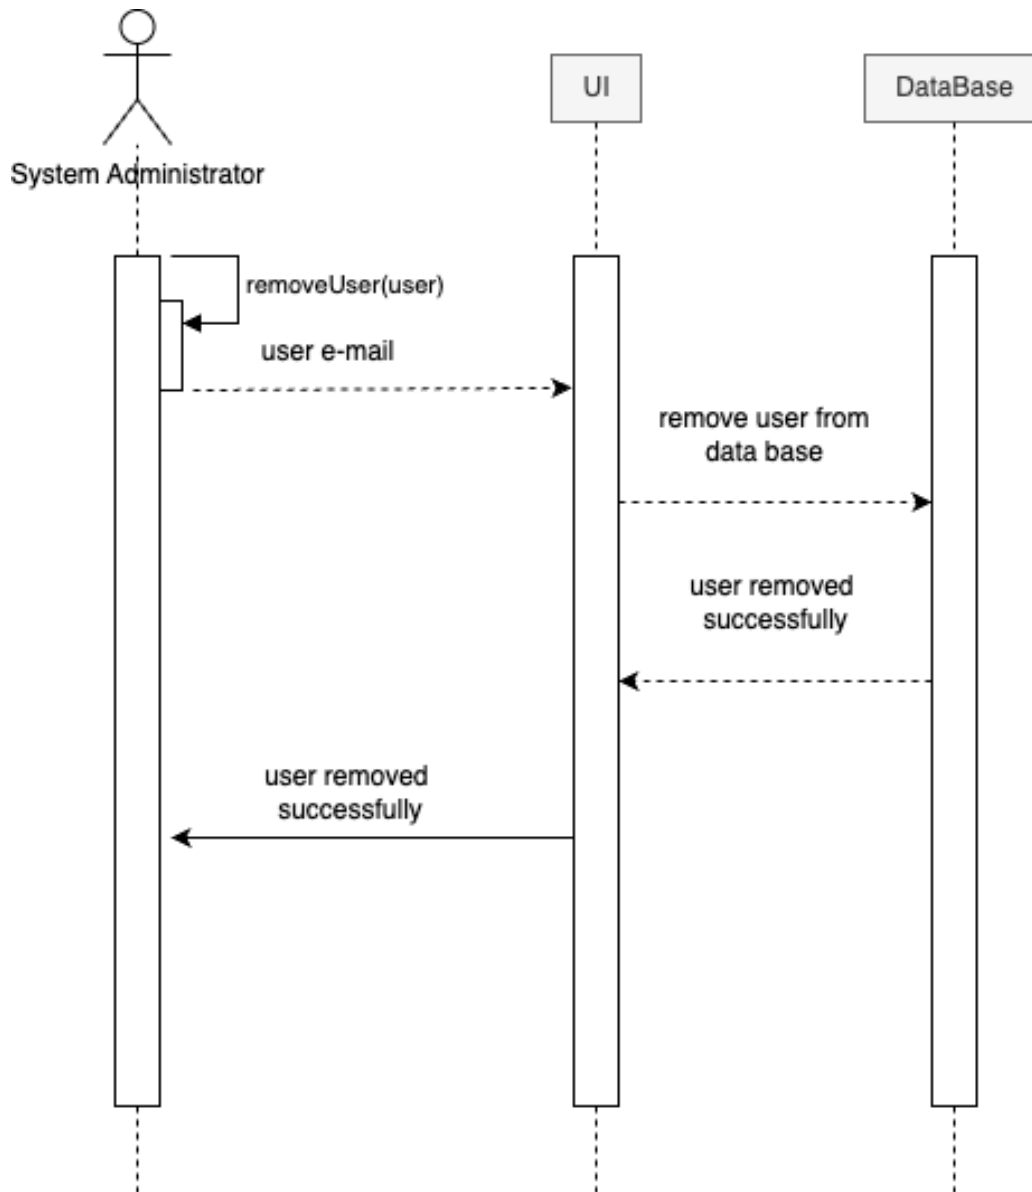 UI
DataBase
System Administrator
removeUser(user)
user e-mail
remove user from
data base
user removed
successfully
user removed
successfully